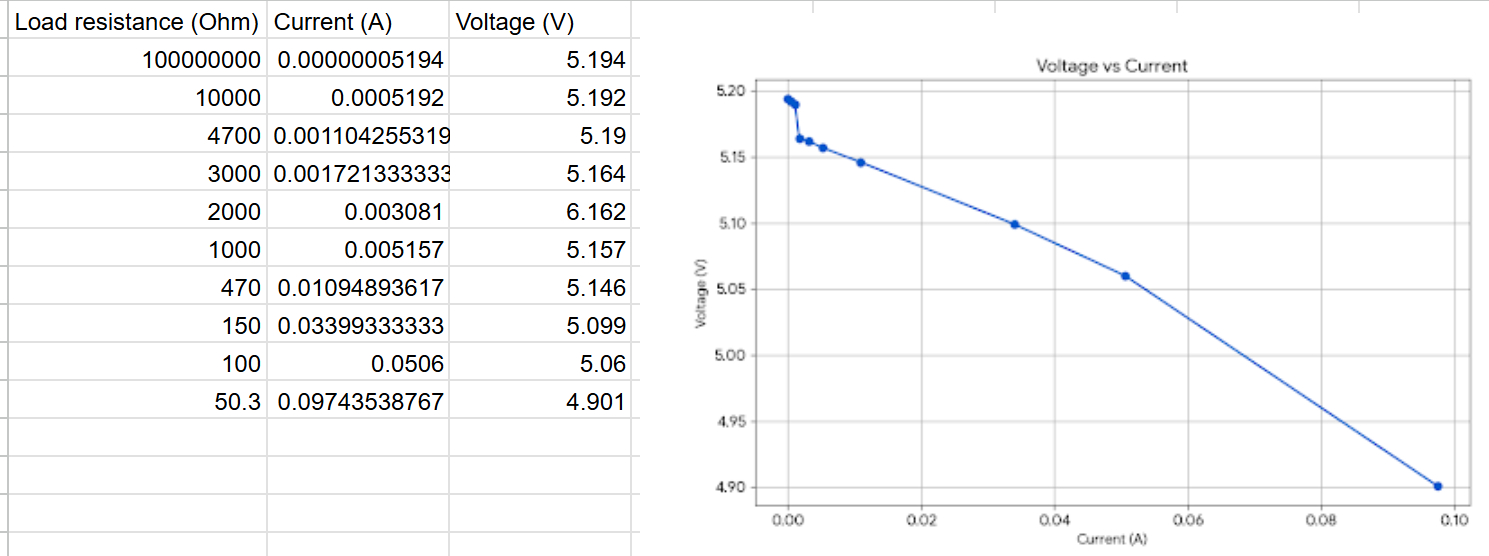 Load resistance (Ohm) Current (A) Voltage (V)
100000000 0.00000005194 5.194
10000 0.0005192 5.192
4700 0.001104255319 5.19
3000 0.001721333333 5.164
2000 0.003081 6.162
1000 0.005157 5.157
470 0.01094893617 5.146
150 0.03399333333 5.099
100 0.0506 5.06
50.3 0.09743538767 4.901
Voltage vs Current
5.20
5.15
5.10
5.05
5.00
4.95
4.90
Voltage (V)
0.00 0.02 0.04 0.06 0.08 0.10
Current (A)